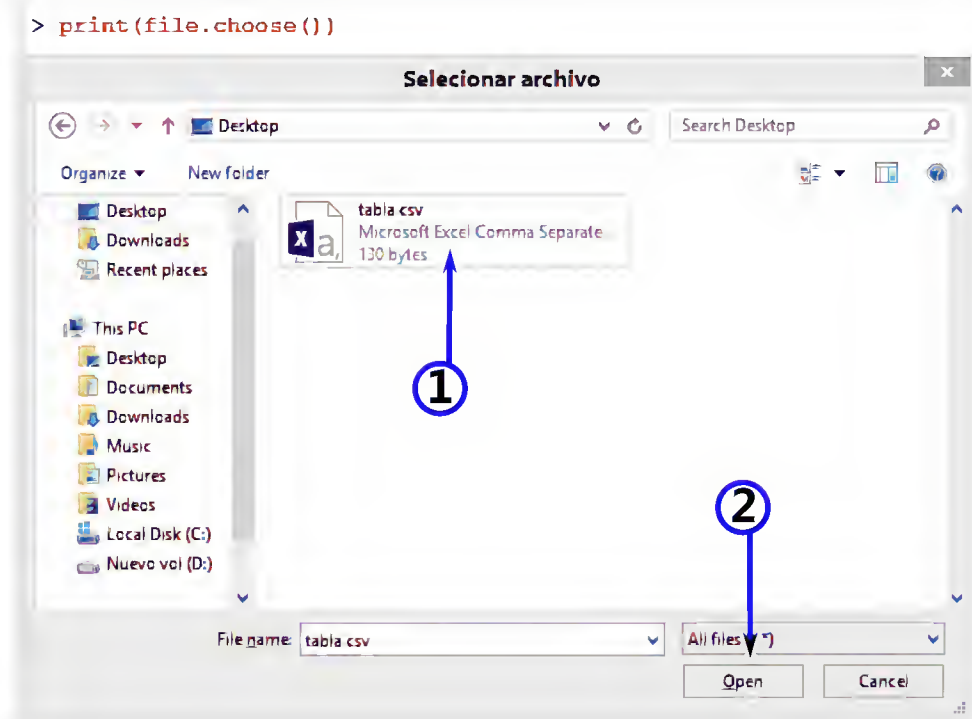 > print(file.choose())
Selecionar archivo
Desktop
Search Desktop
Organize
New folder
Desktop
Downloads
Recent places
This PC
Desktop
Documents
Downloads
Music
Pictures
Videos
Local Disk (C:)
Nuevo vol (D:)
tabla csv
Microsoft Excel Comma Separate
130 bytes
1
2
File name: tabla csv
All files *)
Open
Cancel